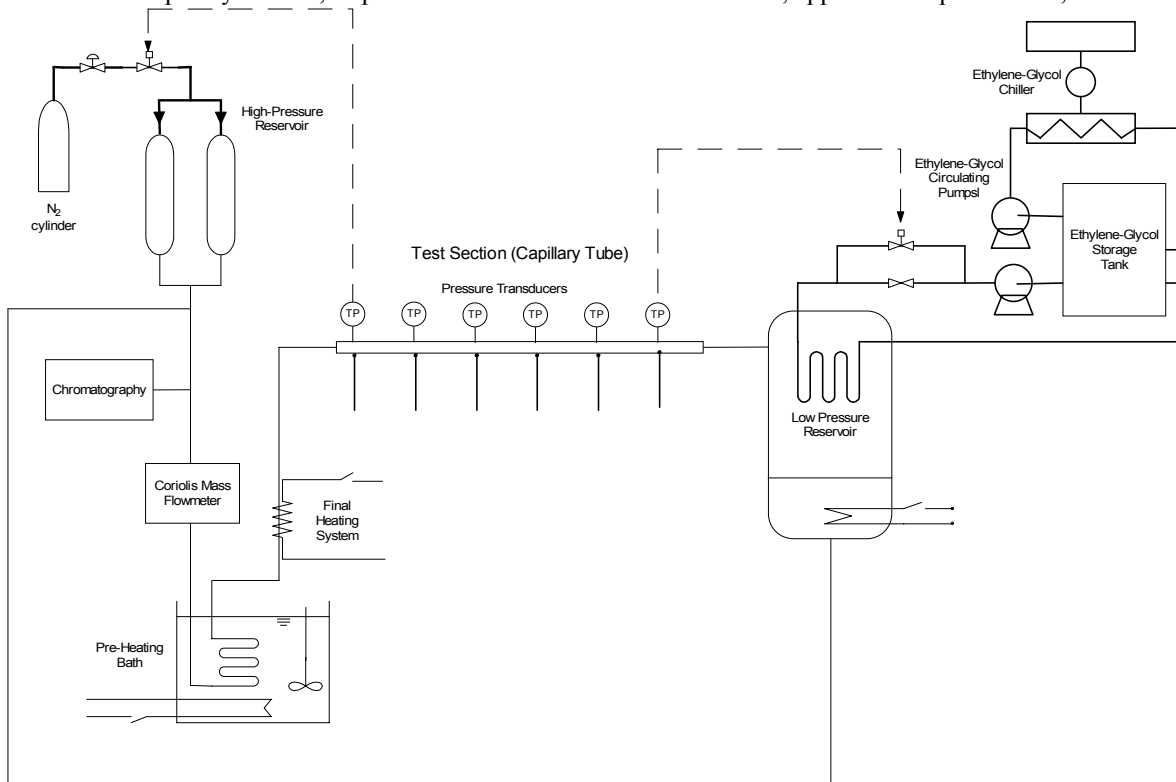 High-Pressure
Reservoir
N2
cylinder
Ethylene-Glycol
Chiller
Ethylene-Glycol
Circulating
Pumpsl
Ethylene-Glycol
Storage
Tank
Test Section (Capillary Tube)
Pressure Transducers
TP
TP
TP
TP
TP
TP
Chromatography
Low Pressure
Reservoir
Coriolis Mass
Flowmeter
Final
Heating
System
Pre-Heating
Bath